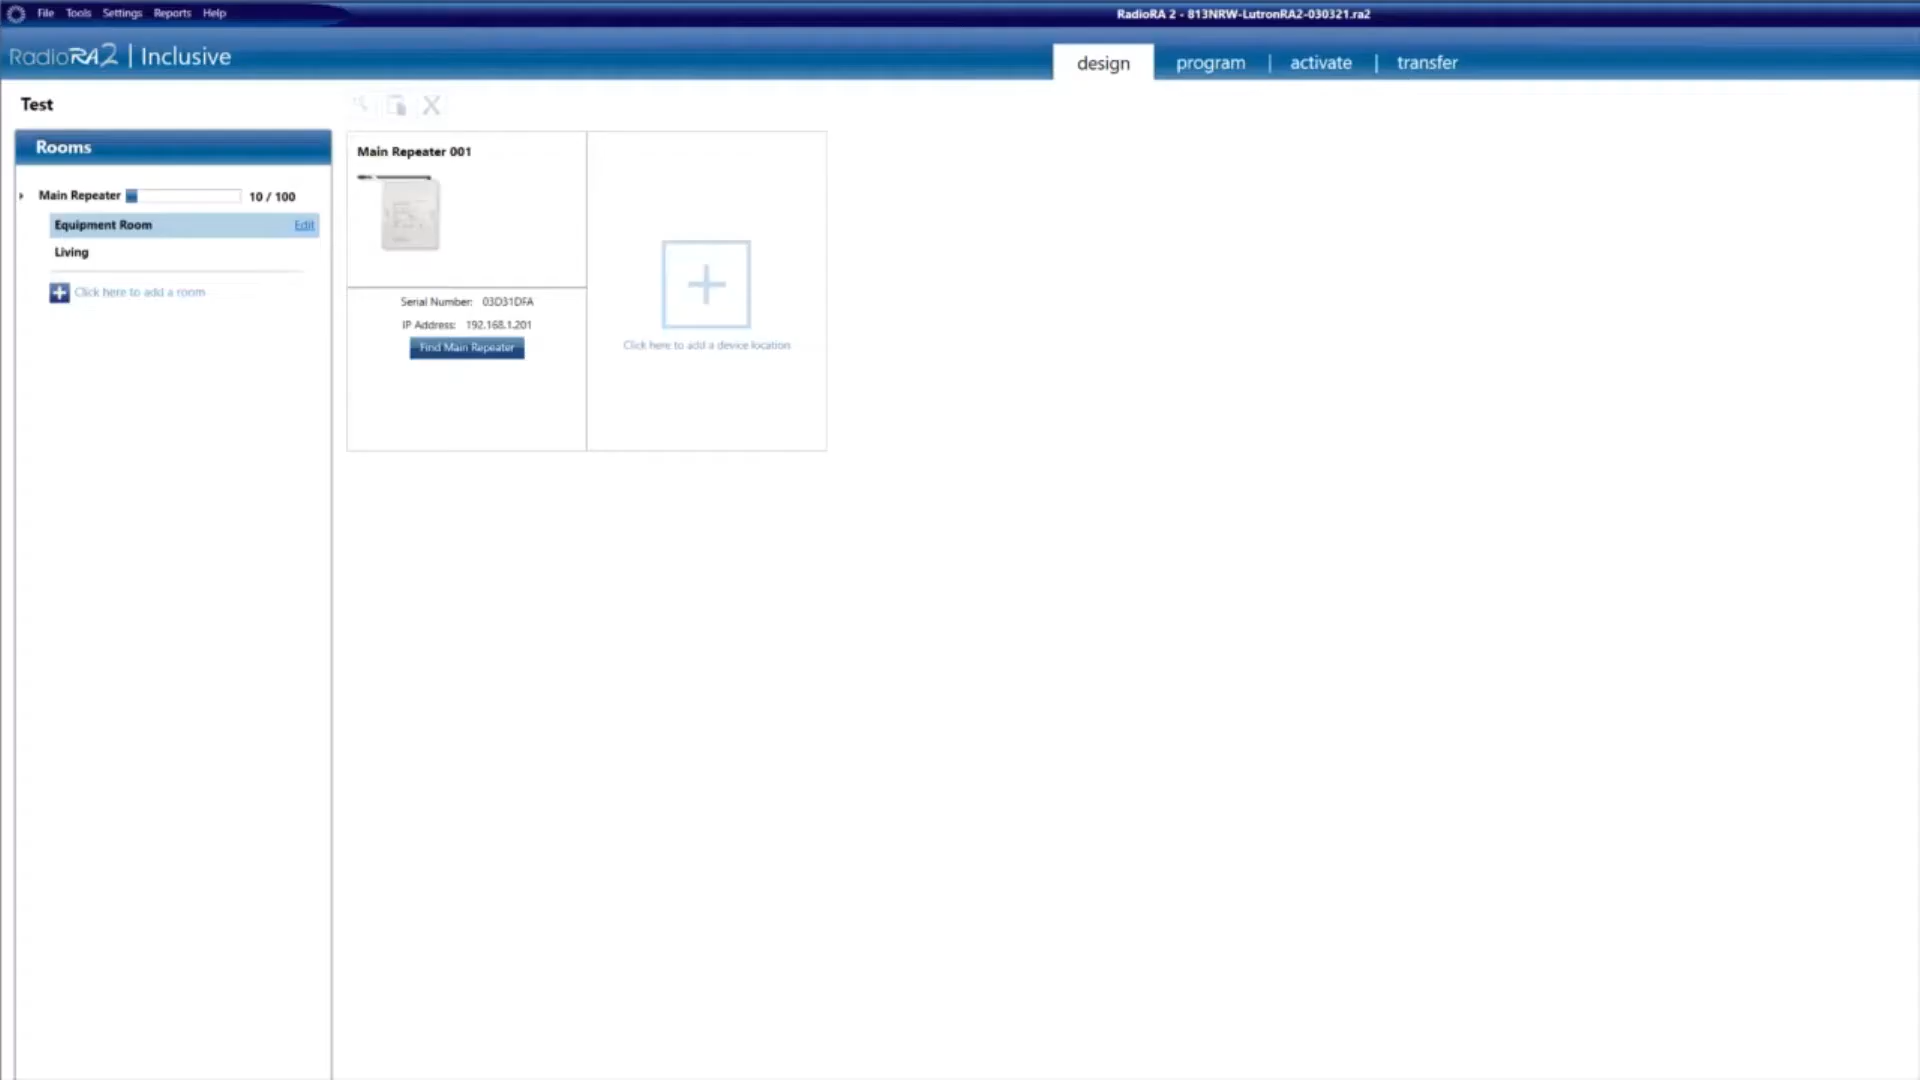 File Tools Settings Reports Help
RadioRA 2 - 813NRW-LutronRA2-030321.ra2
RadioRA2 | Inclusive
design program | activate | transfer
Test
Rooms
Main Repeater 10 / 100
Equipment Room Edit
Living
Click here to add a room
Main Repeater 001
Serial Number: 03D31DFA
IP Address: 192.168.1.201
Find Main Repeater
Click here to add a device location